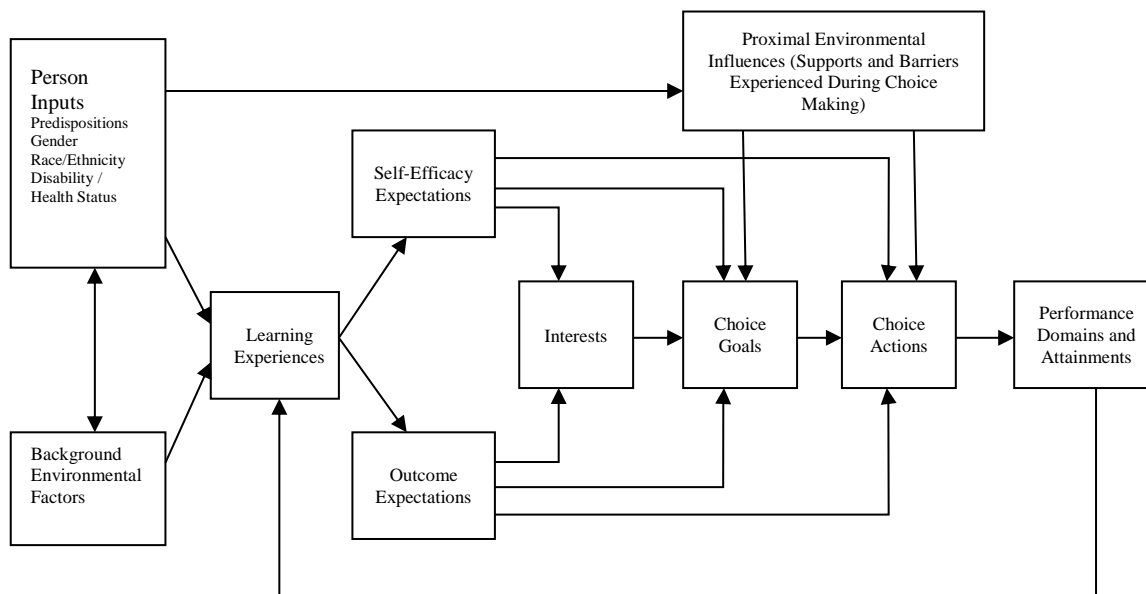 Person
Inputs
Predispositions
Gender
Race/Ethnicity
Disability /
Health Status
Proximal Environmental
Influences (Supports and Barriers
Experienced During Choice
Making)
Self-Efficacy
Expectations
Learning
Experiences
Interests
Choice
Goals
Choice
Actions
Performance
Domains and
Attainments
Background
Environmental
Factors
Outcome
Expectations